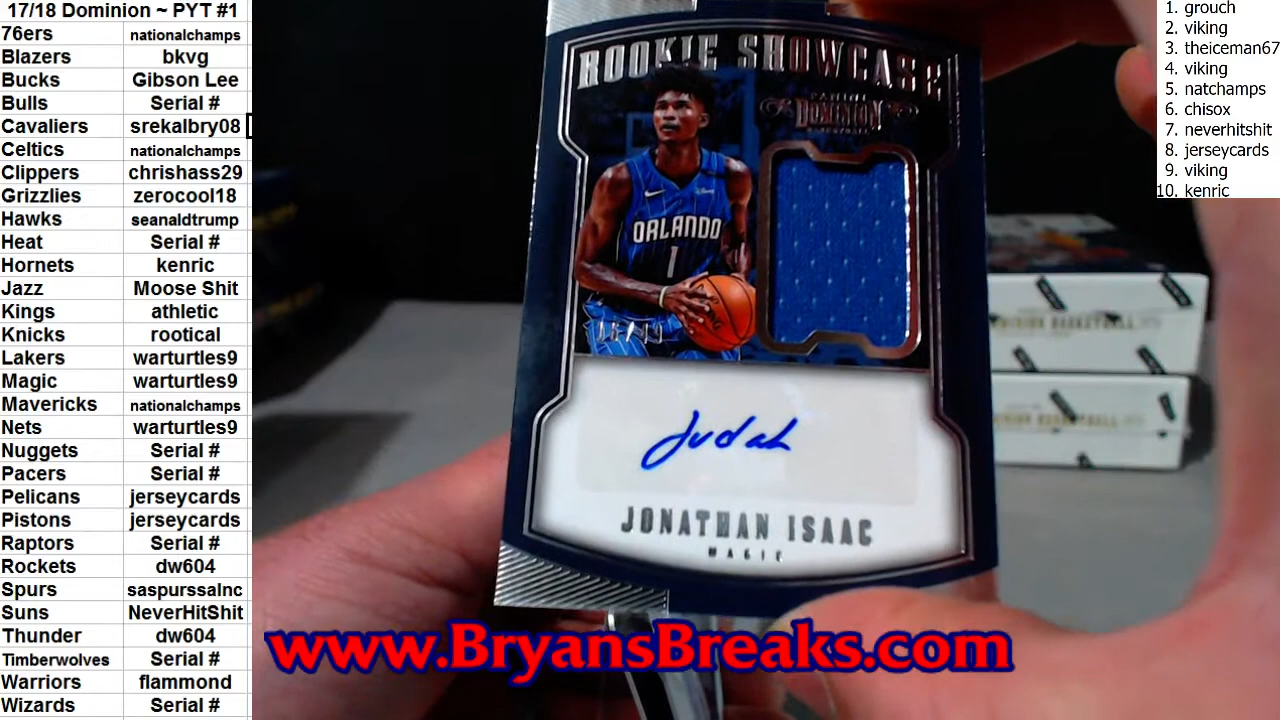 17/18 Dominion ~ PYT #1
76ers nationalchamps
Blazers bkvg
Bucks Gibson Lee
Bulls Serial #
Cavaliers srekalbry08
Celtics nationalchamps
Clippers chrishass29
Grizzlies zerocool18
Hawks seanaldtrump
Heat Serial #
Hornets kenric
Jazz Moose Shit
Kings athletic
Knicks rootical
Lakers warturtles9
Magic warturtles9
Mavericks nationalchamps
Nets warturtles9
Nuggets Serial #
Pacers Serial #
Pelicans jerseycards
Pistons jerseycards
Raptors Serial #
Rockets dw604
Spurs saspurssalnc
Suns NeverHitShit
Thunder dw604
Timberwolves Serial #
Warriors flammond
Wizards Serial #
ROOKIE SHOWCASE
PANINI
DOMINION
ORLANDO
1
Judah
JONATHAN ISAAC
MAGIC
www.BryansBreaks.com
1. grouch
2. viking
3. theiceman67
4. viking
5. natchamps
6. chisox
7. neverhitshit
8. jerseycards
9. viking
10. kenric